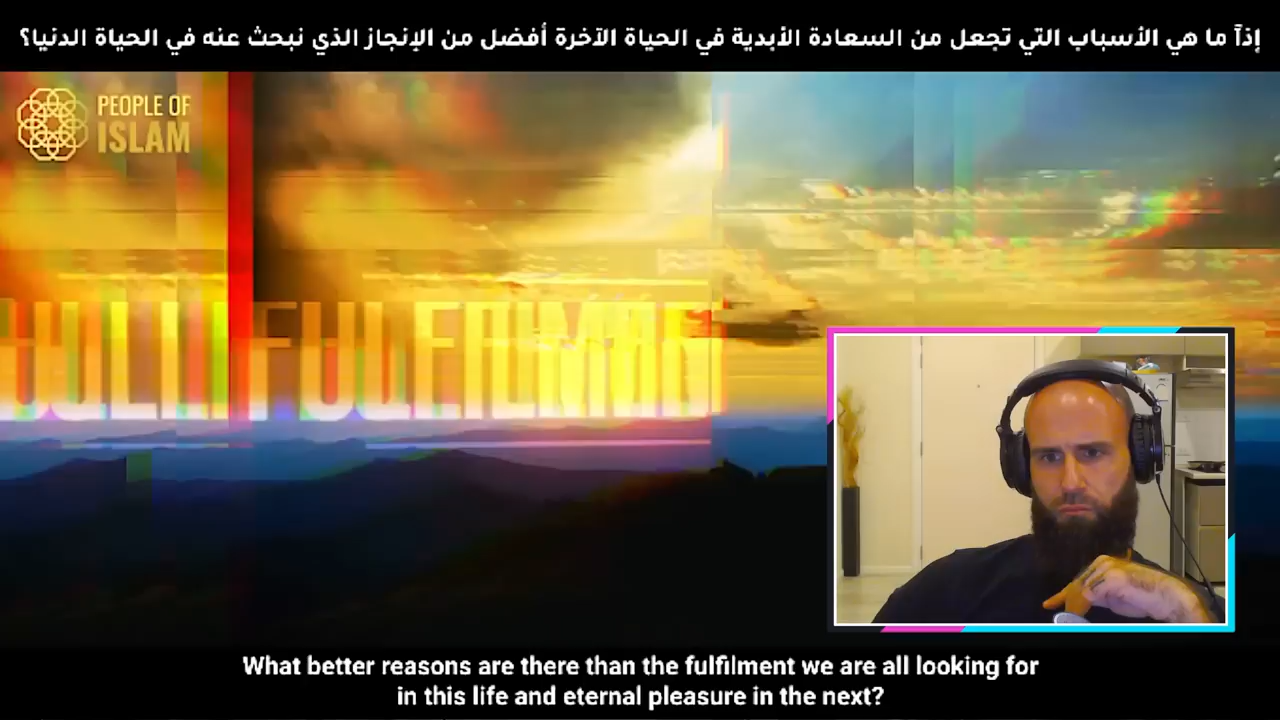 إذاً ما هي الأسباب التي تجعل من السعادة الأبدية في الحياة الآخرة أفضل من الإنجاز الذي نبحث عنه في الحياة الدنيا؟
PEOPLE OF
ISLAM
What better reasons are there than the fulfilment we are all looking for
in this life and eternal pleasure in the next?